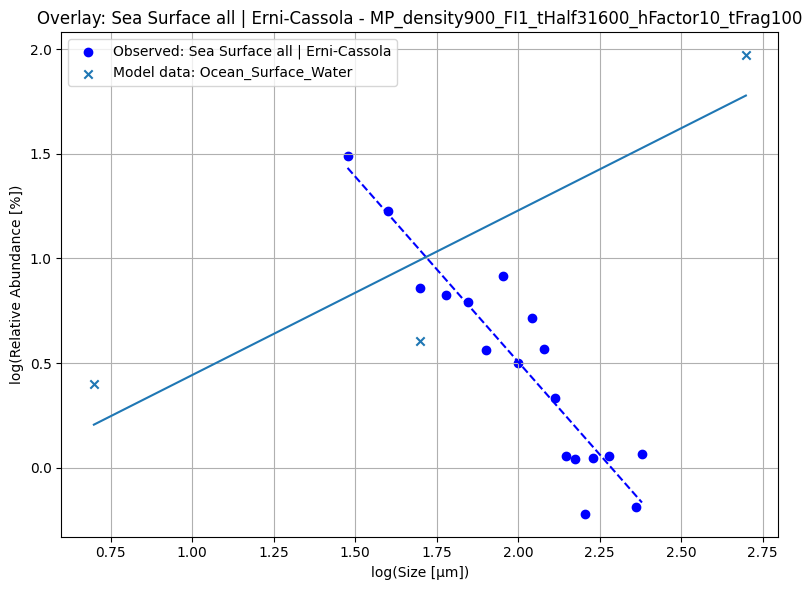 Overlay: Sea Surface all | Erni-Cassola - MP_density900_FI1_tHalf31600_hFactor10_tFrag100
Observed: Sea Surface all | Erni-Cassola
Model data: Ocean_Surface_Water
log(Relative Abundance [%])
2.0
1.5
1.0
0.5
0.0
0.75 1.00 1.25 1.50 1.75 2.00 2.25 2.50 2.75
log(Size [µm])